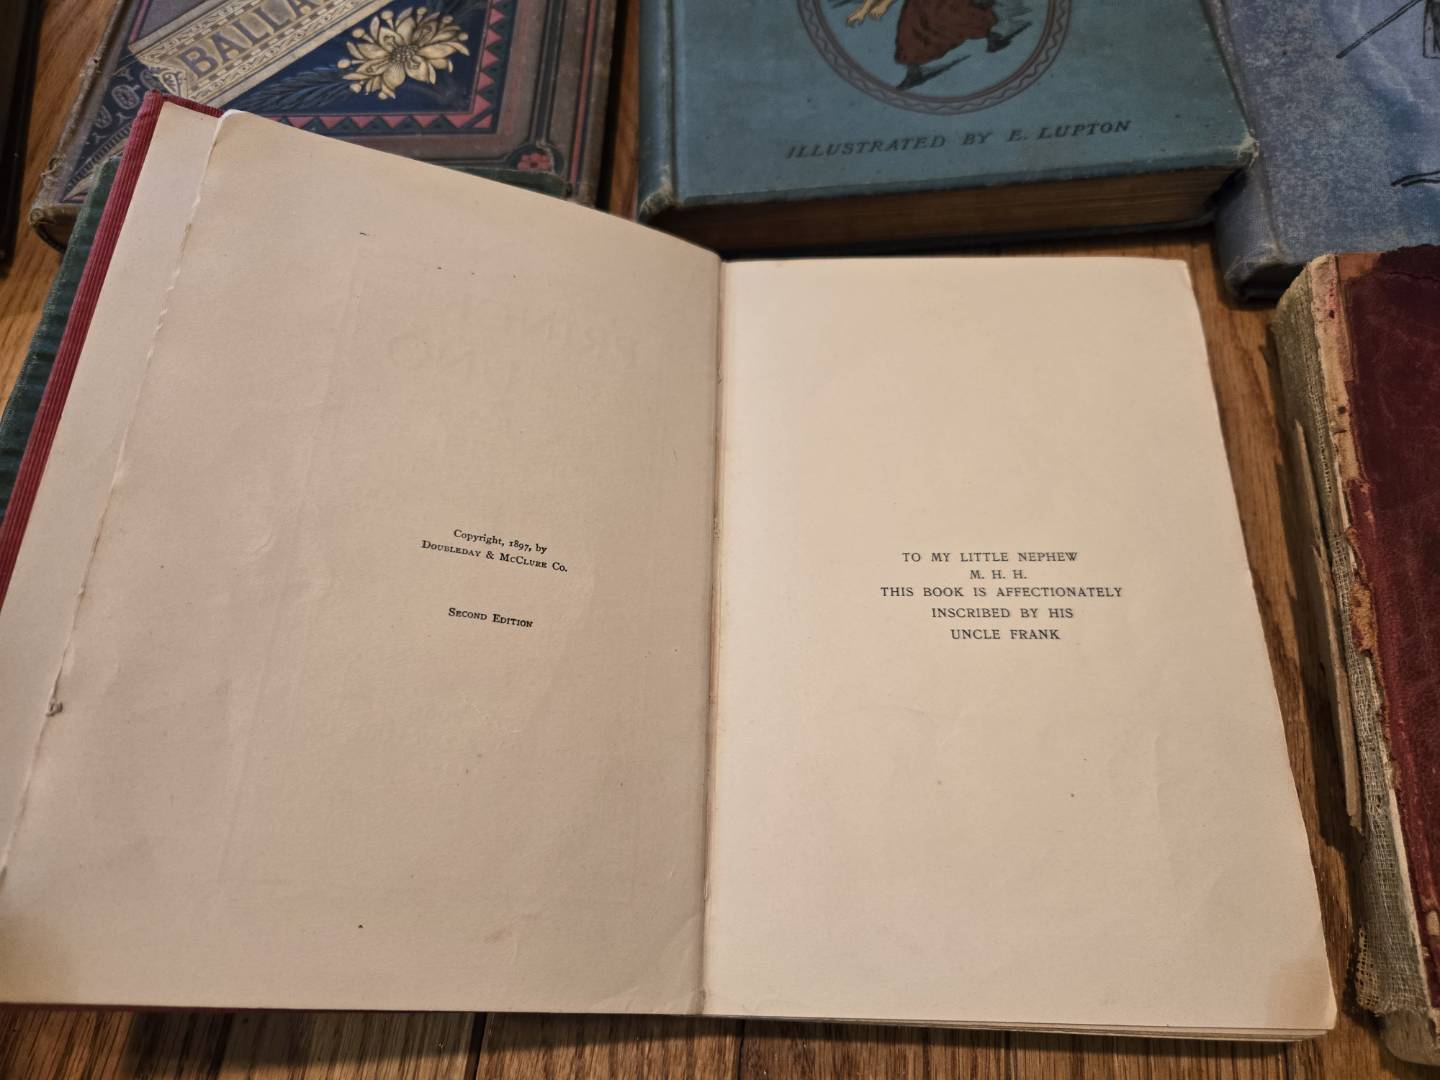 BALLA
ILLUSTRATED BY E. LUPTON
Copyright, 1897, by
DOUBLEDAY & MCCLURE CO.
SECOND EDITION
TO MY LITTLE NEPHEW
M. H. H.
THIS BOOK IS AFFECTIONATELY
INSCRIBED BY HIS
UNCLE FRANK